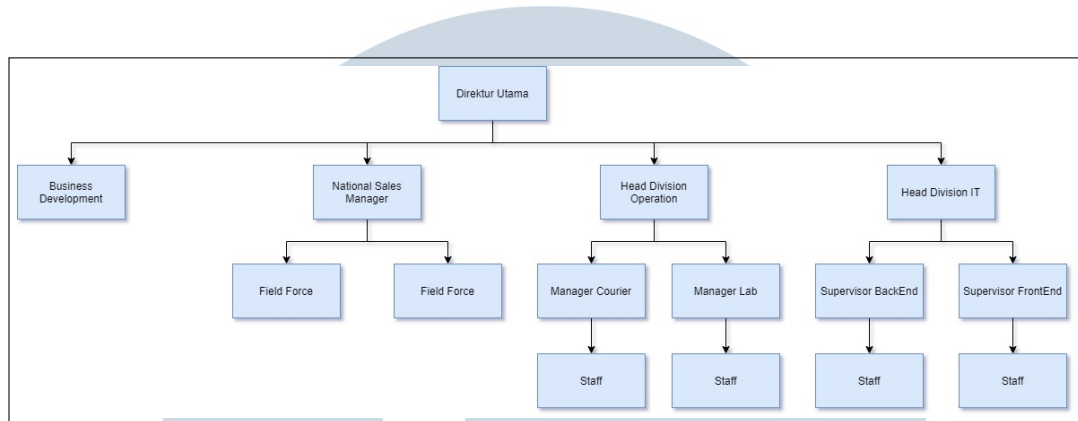 Direktur Utama
Business
Development
National Sales
Manager
Head Division
Operation
Head Division IT
Field Force
Field Force
Manager Courier
Manager Lab
Supervisor BackEnd
Supervisor FrontEnd
Staff
Staff
Staff
Staff